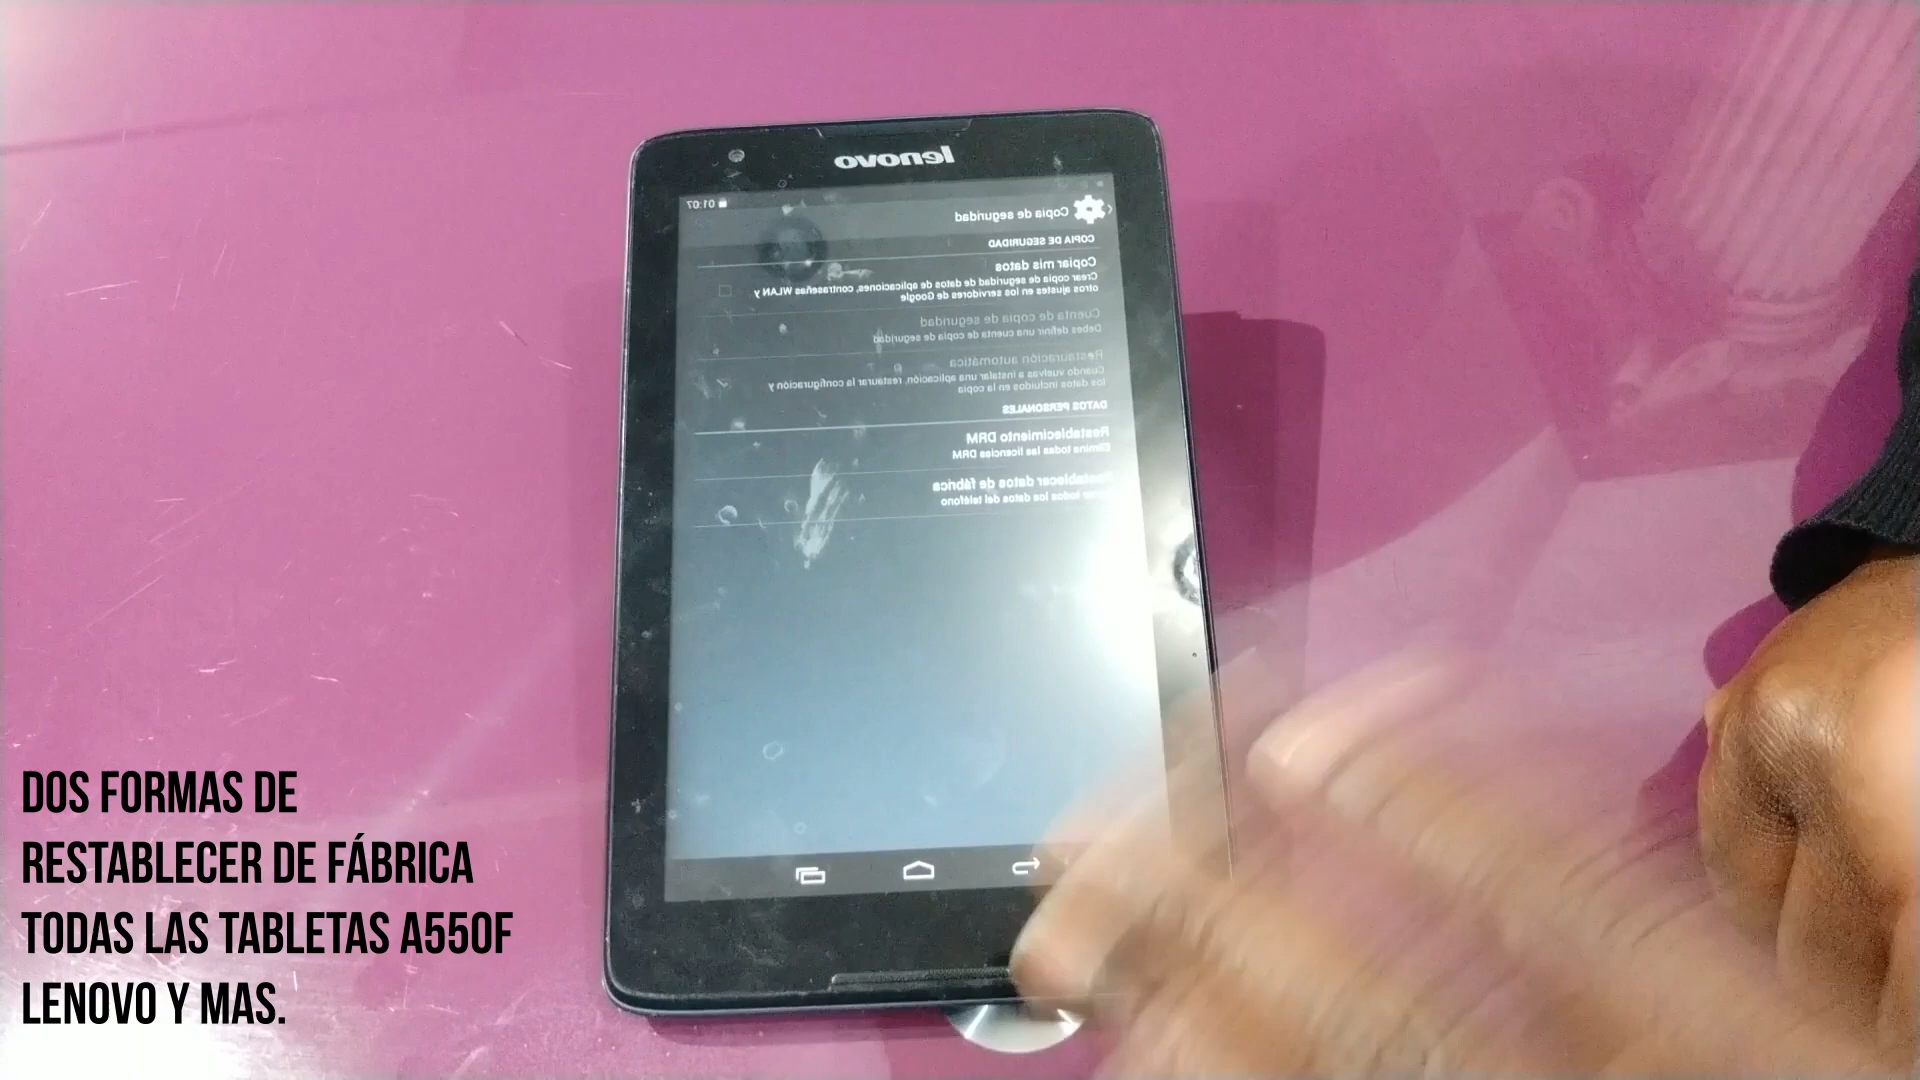 lenovo
01:07
Copia de seguridad
COPIA DE SEGURIDAD
Copiar mis datos
Crear copia de seguridad de datos de aplicaciones, contraseñas WLAN y
otros ajustes en los servidores de Google
Cuenta de copia de seguridad
Debes definir una cuenta de copia de seguridad
Restauración automática
Cuando vuelvas a instalar una aplicación, restaurar la configuración y
los datos incluidos en la copia
DATOS PERSONALES
Restablecimiento DRM
Elimina todas las licencias DRM
Restablecer datos de fábrica
todos los datos del teléfono
DOS FORMAS DE
RESTABLECER DE FÁBRICA
TODAS LAS TABLETAS A550F
LENOVO Y MAS.